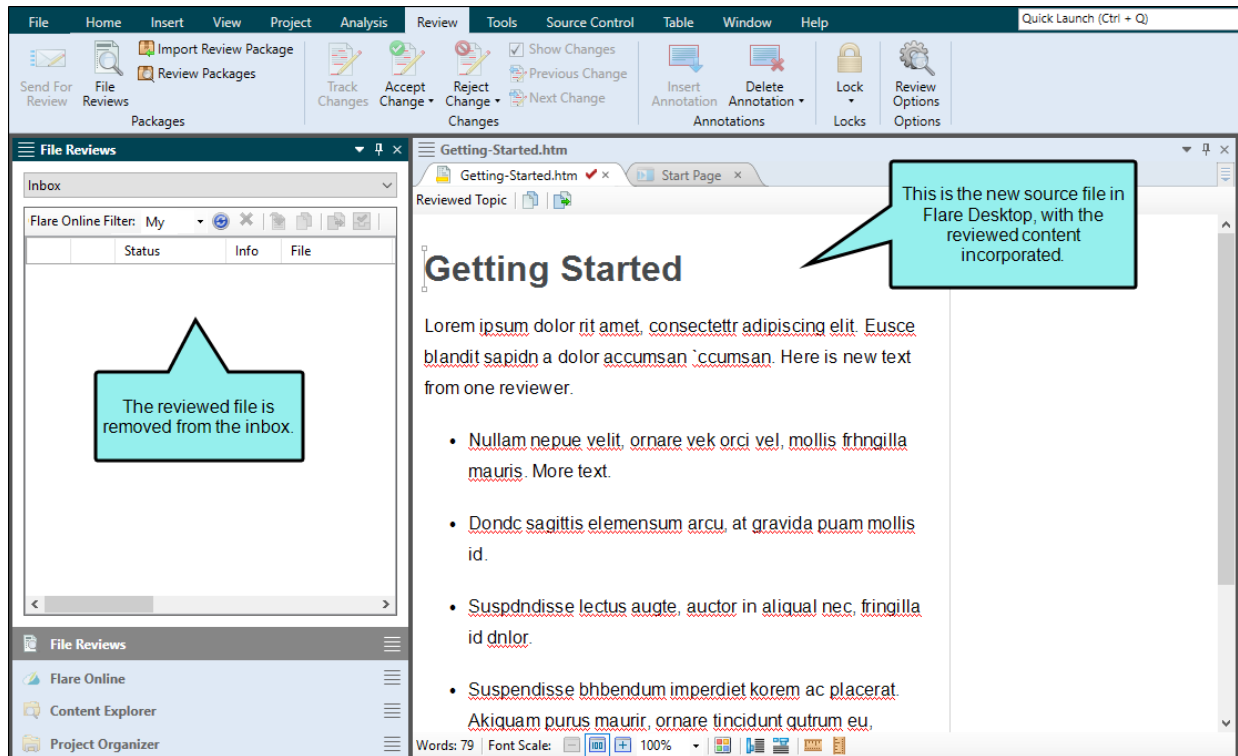 File Home Insert View Project Analysis Review Tools Source Control Table Window Help Quick Launch (Ctrl + Q)
Import Review Package
Review Packages
Send For Review
File Reviews
Packages
Track Changes
Accept Change
Reject Change
Show Changes
Previous Change
Next Change
Changes
Insert Annotation
Delete Annotation
Annotations
Lock
Locks
Review Options
Options
File Reviews
Inbox
Flare Online Filter: My
Status Info File
The reviewed file is
removed from the inbox.
File Reviews
Flare Online
Content Explorer
Project Organizer
Getting-Started.htm
Getting-Started.htm Start Page
Reviewed Topic
This is the new source file in
Flare Desktop, with the
reviewed content
incorporated.
Getting Started
Lorem ipsum dolor rit amet, consectettr adipiscing elit. Eusce
blandit sapidn a dolor accumsan `ccumsan. Here is new text
from one reviewer.
• Nullam nepue velit, ornare vek orci vel, mollis frhngilla
mauris. More text.
• Dondc sagittis elemensum arcu, at gravida puam mollis
id.
• Suspdndisse lectus augte, auctor in aliqual nec, fringilla
id dnlor.
• Suspendisse bhbendum imperdiet korem ac placerat.
Akiquam purus maurir, ornare tincidunt qutrum eu,
Words: 79 Font Scale: 100 100%